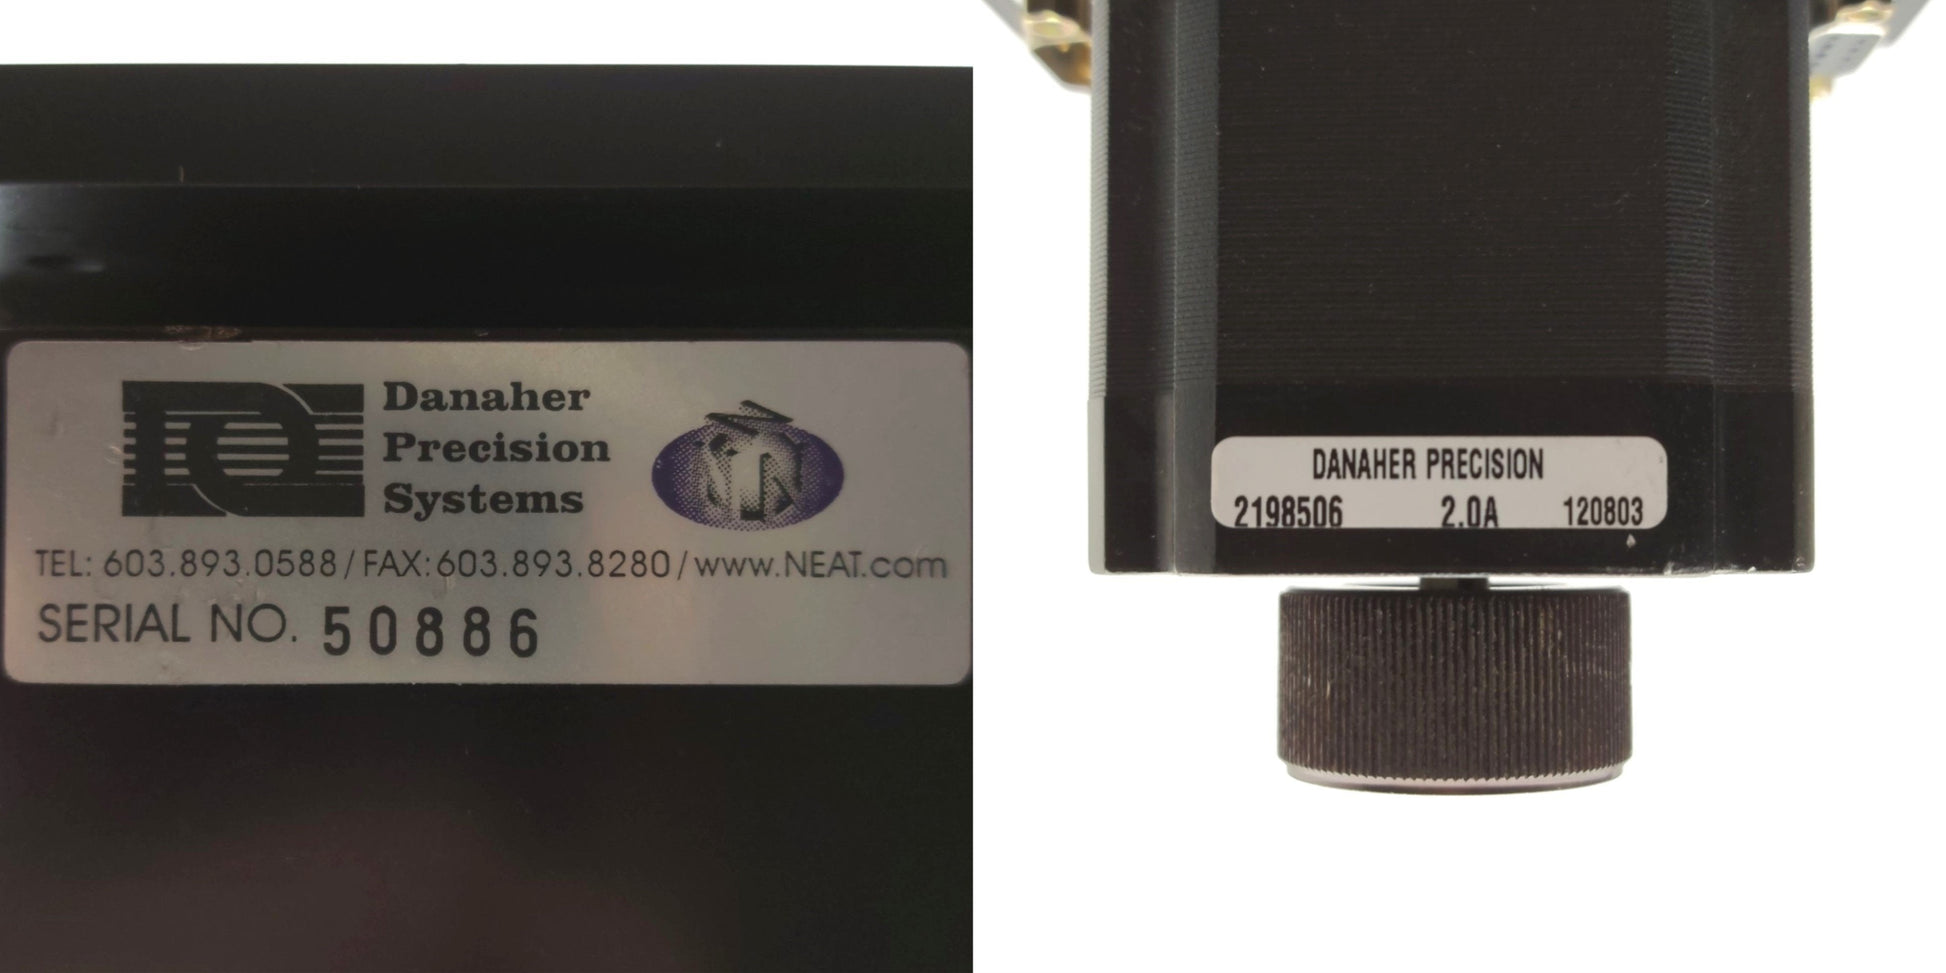 Danaher
Precision
Systems
TEL: 603.893.0588/FAX:603.893.8280/www.NEAT.com
SERIAL NO. 50886
DANAHER PRECISION
2198506 2.0A 120803